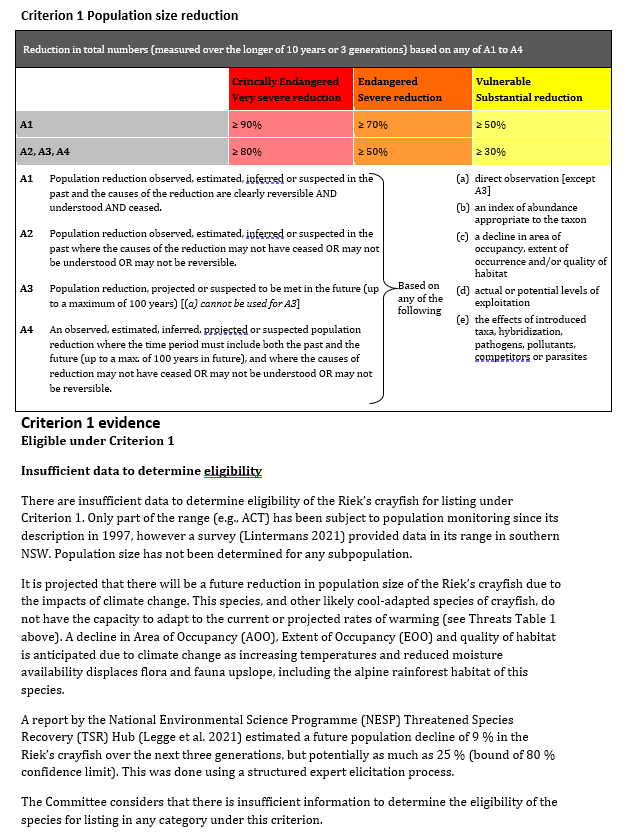 Criterion 1 Population size reduction
Reduction in total numbers (measured over the longer of 10 years or 3 generations) based on any of A1 to A4
Critically Endangered
Very severe reduction
Endangered
Severe reduction
Vulnerable
Substantial reduction
A1 ≥ 90% ≥ 70% ≥ 50%
A2, A3, A4 ≥ 80% ≥ 50% ≥ 30%
A1 Population reduction observed, estimated, inferred or suspected in the
past and the causes of the reduction are clearly reversible AND
understood AND ceased.
A2 Population reduction observed, estimated, inferred or suspected in the
past where the causes of the reduction may not have ceased OR may not
be understood OR may not be reversible.
A3 Population reduction, projected or suspected to be met in the future (up
to a maximum of 100 years) [(a) cannot be used for A3]
A4 An observed, estimated, inferred, projected or suspected population
reduction where the time period must include both the past and the
future (up to a max. of 100 years in future), and where the causes of
reduction may not have ceased OR may not be understood OR may not
be reversible.
Based on
any of the
following
(a) direct observation [except
A3]
(b) an index of abundance
appropriate to the taxon
(c) a decline in area of
occupancy, extent of
occurrence and/or quality of
habitat
(d) actual or potential levels of
exploitation
(e) the effects of introduced
taxa, hybridization,
pathogens, pollutants,
competitors or parasites
Criterion 1 evidence
Eligible under Criterion 1
Insufficient data to determine eligibility
There are insufficient data to determine eligibility of the Riek's crayfish for listing under
Criterion 1. Only part of the range (e.g., ACT) has been subject to population monitoring since its
description in 1997, however a survey (Lintermans 2021) provided data in its range in southern
NSW. Population size has not been determined for any subpopulation.
It is projected that there will be a future reduction in population size of the Riek's crayfish due to
the impacts of climate change. This species, and other likely cool-adapted species of crayfish, do
not have the capacity to adapt to the current or projected rates of warming (see Threats Table 1
above). A decline in Area of Occupancy (AOO), Extent of Occupancy (EOO) and quality of habitat
is anticipated due to climate change as increasing temperatures and reduced moisture
availability displaces flora and fauna upslope, including the alpine rainforest habitat of this
species.
A report by the National Environmental Science Programme (NESP) Threatened Species
Recovery (TSR) Hub (Legge et al. 2021) estimated a future population decline of 9 % in the
Riek's crayfish over the next three generations, but potentially as much as 25 % (bound of 80 %
confidence limit). This was done using a structured expert elicitation process.
The Committee considers that there is insufficient information to determine the eligibility of the
species for listing in any category under this criterion.